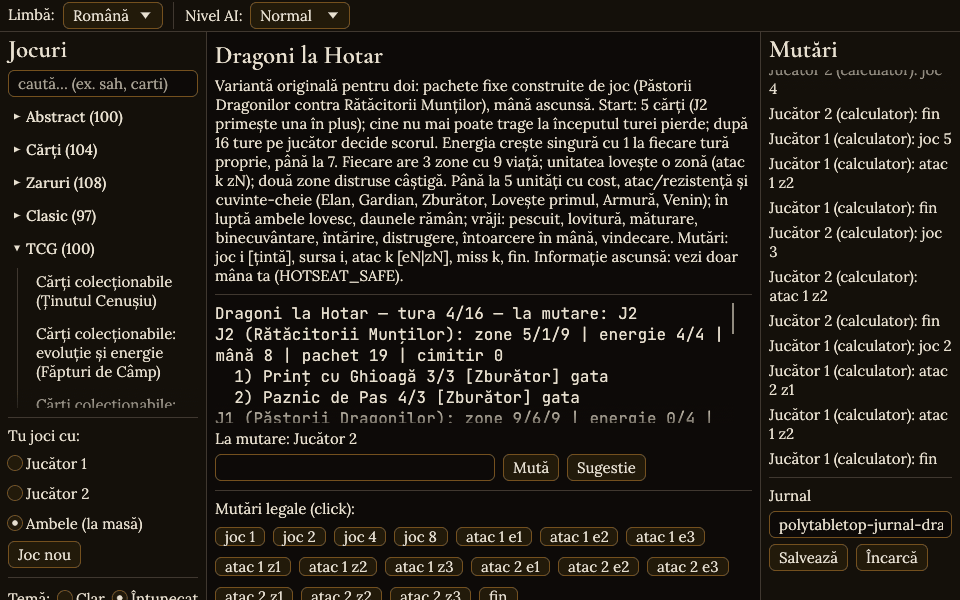 Limbă: Română Nivel AI: Normal
Jocuri
caută... (ex. sah, carti)
Abstract (100)
Cărți (104)
Zaruri (108)
Clasic (97)
TCG (100)
Cărți colecționabile
(Ținutul Cenușiu)
Cărți colecționabile:
evoluție și energie
(Făpturi de Câmp)
Cărți colecționabile:
Tu joci cu:
Jucător 1
Jucător 2
Ambele (la masă)
Joc nou
Temă: Clar Întunecat
Dragoni la Hotar
Variantă originală pentru doi: pachete fixe construite de joc (Păstorii
Dragonilor contra Rătăcitorii Munților), mână ascunsă. Start: 5 cărți (J2
primește una în plus); cine nu mai poate trage la începutul turei pierde; după
16 ture pe jucător decide scorul. Energia crește singură cu 1 la fiecare tură
proprie, până la 7. Fiecare are 3 zone cu 9 viață; unitatea lovește o zonă (atac
k zN); două zone distruse câștigă. Până la 5 unități cu cost, atac/rezistență și
cuvinte-cheie (Elan, Gardian, Zburător, Lovește primul, Armură, Venin); în
luptă ambele lovesc, daunele rămân; vrăji: pescuit, lovitură, măturare,
binecuvântare, întărire, distrugere, întoarcere în mână, vindecare. Mutări:
joc i [țintă], sursa i, atac k [eN|zN], miss k, fin. Informație ascunsă: vezi doar
mâna ta (HOTSEAT_SAFE).
Dragoni la Hotar — tura 4/16 — la mutare: J2
J2 (Rătăcitorii Munților): zone 5/1/9 | energie 4/4 |
mână 8 | pachet 19 | cimitir 0
1) Prinț cu Ghioagă 3/3 [Zburător] gata
2) Paznic de Pas 4/3 [Zburător] gata
J1 (Păstorii Dragonilor): zone 9/6/9 | energie 0/4 |
La mutare: Jucător 2
Mută Sugestie
Mutări legale (click):
joc 1 joc 2 joc 4 joc 8 atac 1 e1 atac 1 e2 atac 1 e3
atac 1 z1 atac 1 z2 atac 1 z3 atac 2 e1 atac 2 e2 atac 2 e3
atac 2 z1 atac 2 z2 atac 2 z3 fin
Mutări
Jucător 2 (calculator): joc
4
Jucător 2 (calculator): fin
Jucător 1 (calculator): joc 5
Jucător 1 (calculator): atac
1 z2
Jucător 1 (calculator): fin
Jucător 2 (calculator): joc
3
Jucător 2 (calculator):
atac 1 z2
Jucător 2 (calculator): fin
Jucător 1 (calculator): joc 2
Jucător 1 (calculator): atac
2 z1
Jucător 1 (calculator): atac
1 z2
Jucător 1 (calculator): fin
Jurnal
polytabletop-jurnal-dra
Salvează Încarcă